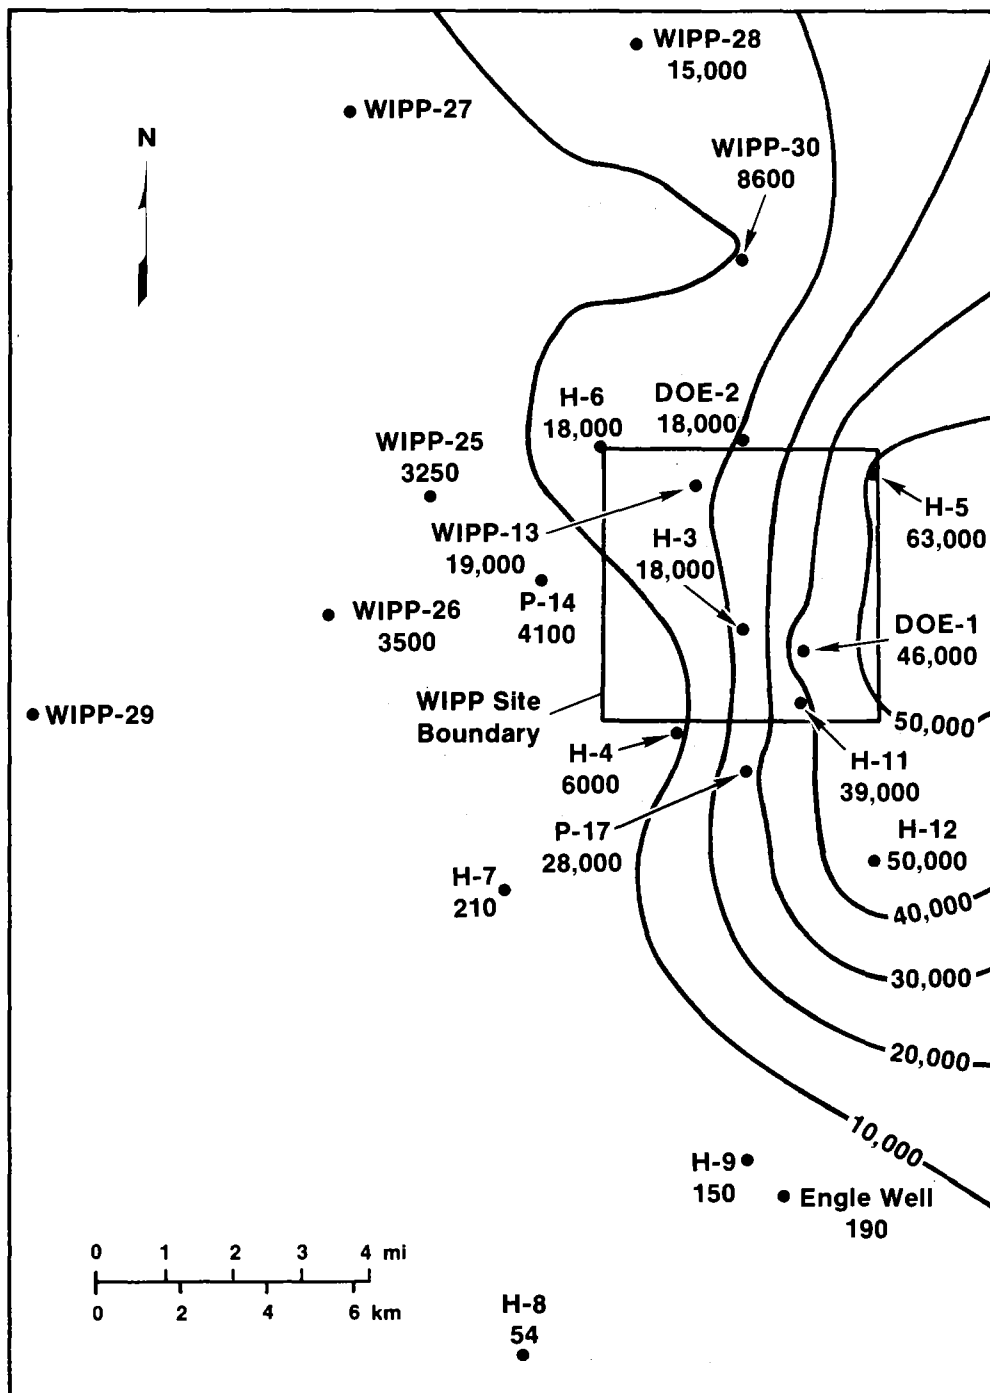 WIPP-28
15,000
WIPP-27
N
WIPP-30
8600
H-6
18,000
DOE-2
18,000
WIPP-25
3250
H-5
63,000
WIPP-13
19,000
H-3
18,000
P-14
4100
WIPP-26
3500
DOE-1
46,000
WIPP-29
WIPP Site
Boundary
50,000
H-4
6000
H-11
39,000
P-17
28,000
H-12
50,000
H-7
210
40,000
30,000
20,000
10,000
H-9
150
Engle Well
190
0 1 2 3 4 mi
0 2 4 6 km
H-8
54